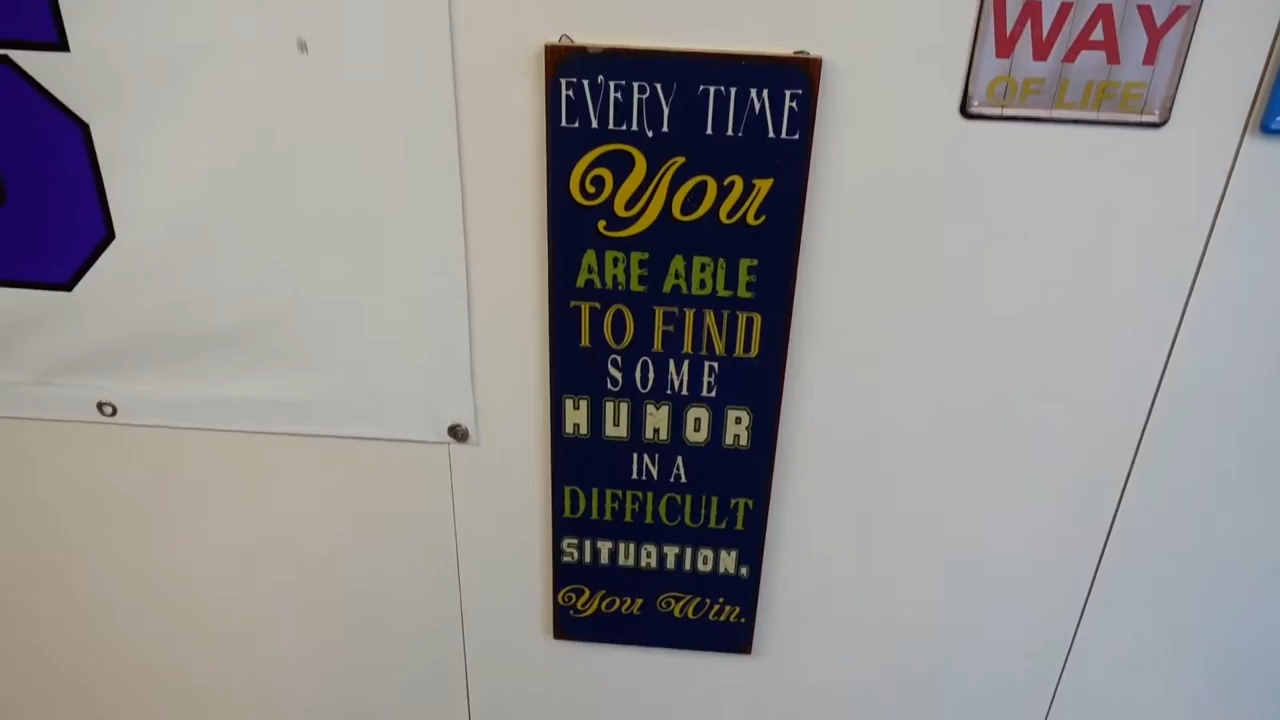 EVERY TIME
You
ARE ABLE
TO FIND
SOME
HUMOR
IN A
DIFFICULT
SITUATION,
You Win.
WAY
OF LIFE